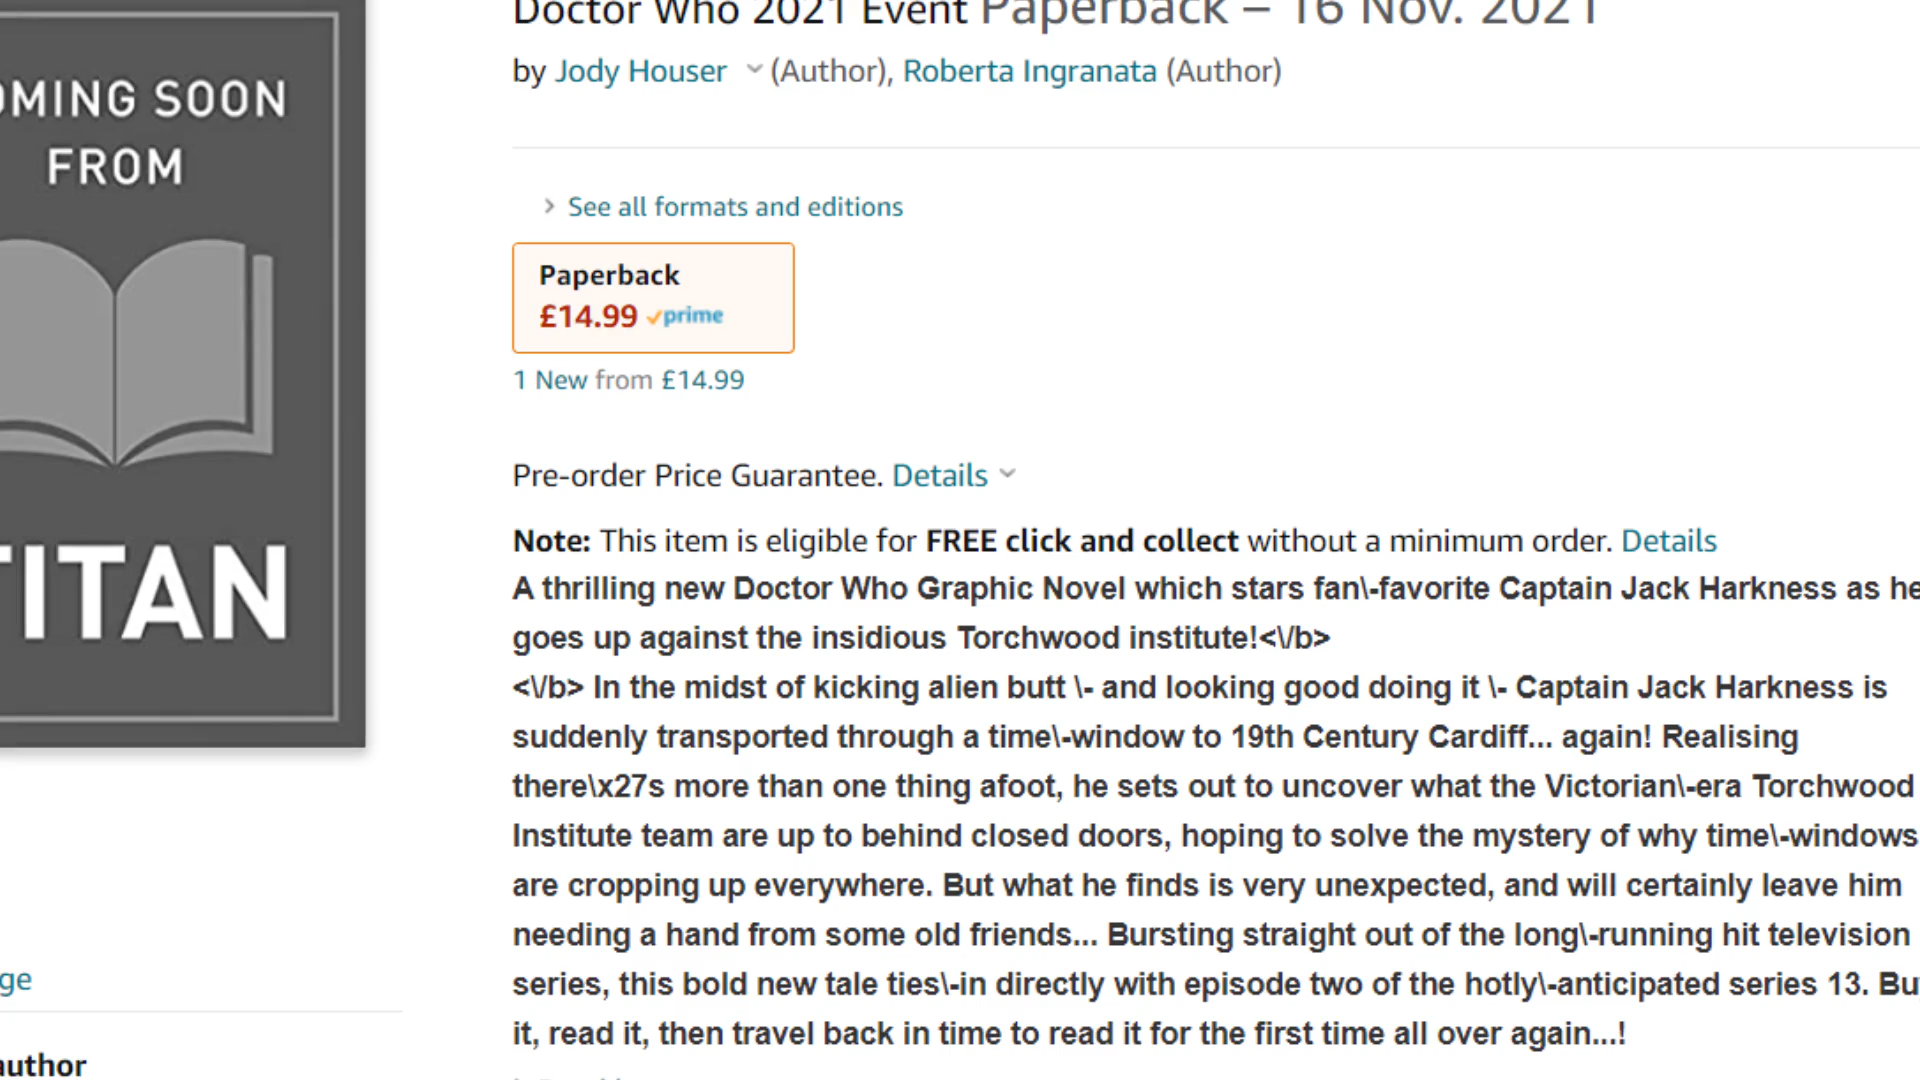 Doctor Who 2021 Event Paperback – 16 Nov. 2021
by Jody Houser (Author), Roberta Ingranata (Author)
OMING SOON
FROM
TITAN
See all formats and editions
Paperback
£14.99 prime
1 New from £14.99
Pre-order Price Guarantee. Details
Note: This item is eligible for FREE click and collect without a minimum order. Details
A thrilling new Doctor Who Graphic Novel which stars fan\-favorite Captain Jack Harkness as he
goes up against the insidious Torchwood institute!<\/b>
<\/b> In the midst of kicking alien butt \- and looking good doing it \- Captain Jack Harkness is
suddenly transported through a time\-window to 19th Century Cardiff... again! Realising
there\x27s more than one thing afoot, he sets out to uncover what the Victorian\-era Torchwood
Institute team are up to behind closed doors, hoping to solve the mystery of why time\-windows
are cropping up everywhere. But what he finds is very unexpected, and will certainly leave him
needing a hand from some old friends... Bursting straight out of the long\-running hit television
series, this bold new tale ties\-in directly with episode two of the hotly\-anticipated series 13. Bu
it, read it, then travel back in time to read it for the first time all over again...!
ge
author